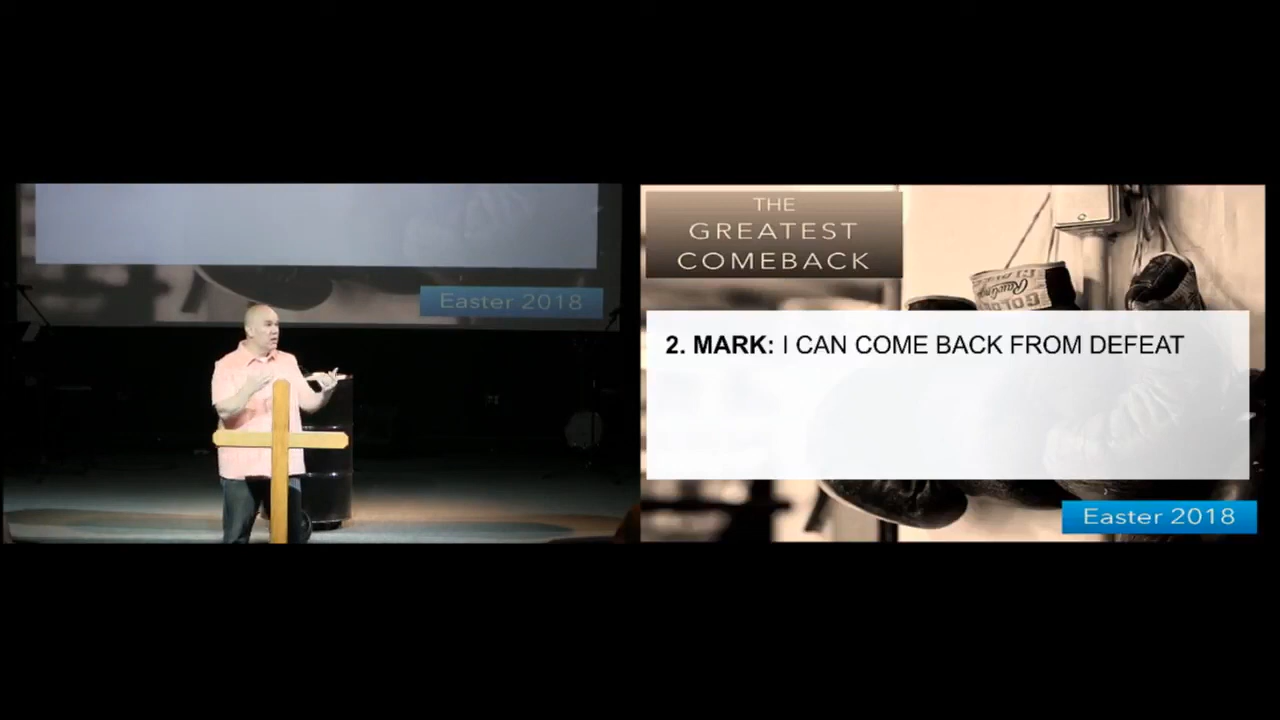 Easter 2018
THE
GREATEST
COMEBACK
2. MARK: I CAN COME BACK FROM DEFEAT
Easter 2018